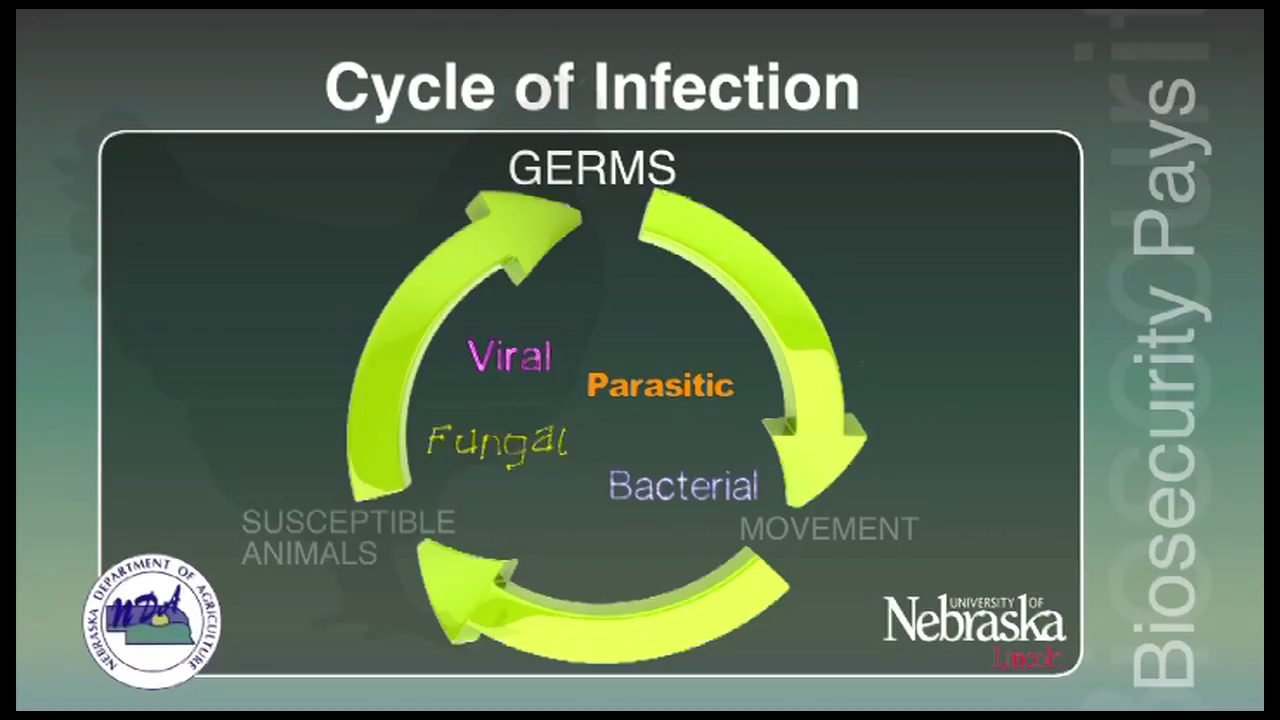 Cycle of Infection
GERMS
Viral
Parasitic
Fungal
Bacterial
SUSCEPTIBLE
ANIMALS
MOVEMENT
NEBRASKA DEPARTMENT OF AGRICULTURE
NDA
UNIVERSITY OF
Nebraska
Lincoln
Biosecurity Pays